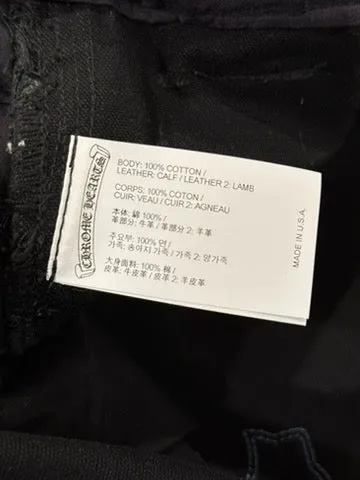 CHROME HEARTS
BODY: 100% COTTON /
LEATHER: CALF / LEATHER 2: LAMB
CORPS: 100% COTON /
CUIR: VEAU / CUIR 2: AGNEAU
本体: 綿 100% /
革部分: 牛革 / 革部分 2: 羊革
주요부: 100% 면 /
가죽: 송아지 가죽 / 가죽 2: 양가죽
大身面料: 100% 棉 /
皮革: 牛皮革 / 皮革 2: 羊皮革
MADE IN U.S.A.